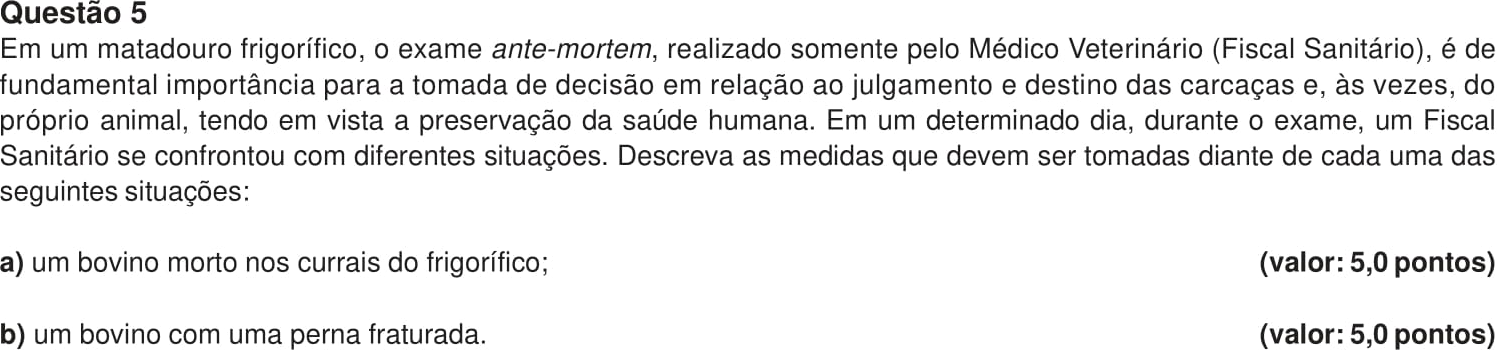 Questão 5
Em um matadouro frigorífico, o exame ante-mortem, realizado somente pelo Médico Veterinário (Fiscal Sanitário), é de
fundamental importância para a tomada de decisão em relação ao julgamento e destino das carcaças e, às vezes, do
próprio animal, tendo em vista a preservação da saúde humana. Em um determinado dia, durante o exame, um Fiscal
Sanitário se confrontou com diferentes situações. Descreva as medidas que devem ser tomadas diante de cada uma das
seguintes situações:
a) um bovino morto nos currais do frigorífico; (valor: 5,0 pontos)
b) um bovino com uma perna fraturada. (valor: 5,0 pontos)